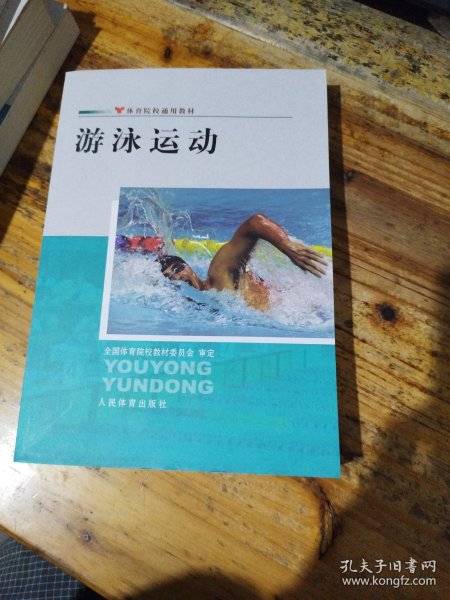 体育院校通用教材
游泳运动
全国体育院校教材委员会 审定
YOUYONG
YUNDONG
人民体育出版社
孔夫子旧书网
www.kongfz.com